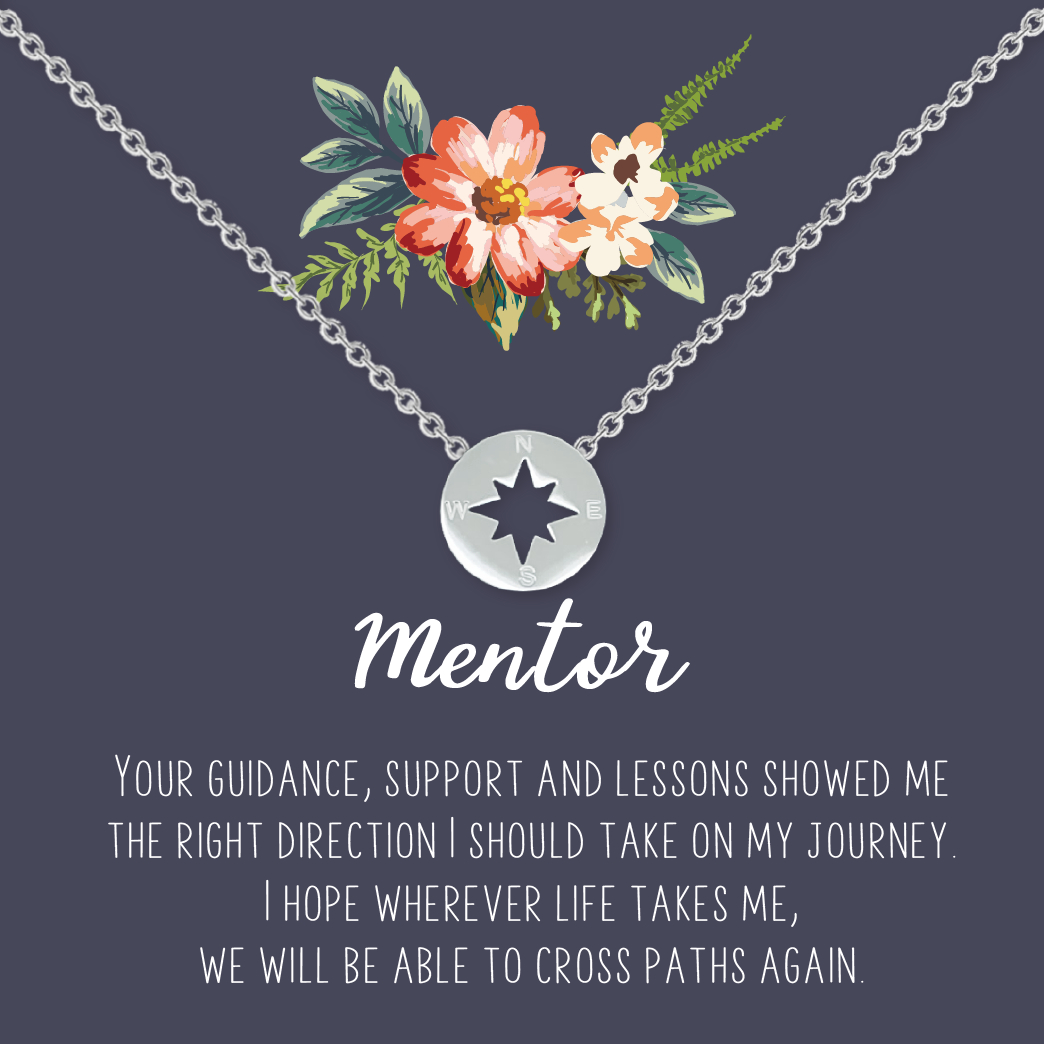 N
W E
S
Mentor
YOUR GUIDANCE, SUPPORT AND LESSONS SHOWED ME
THE RIGHT DIRECTION I SHOULD TAKE ON MY JOURNEY.
I HOPE WHEREVER LIFE TAKES ME,
WE WILL BE ABLE TO CROSS PATHS AGAIN.